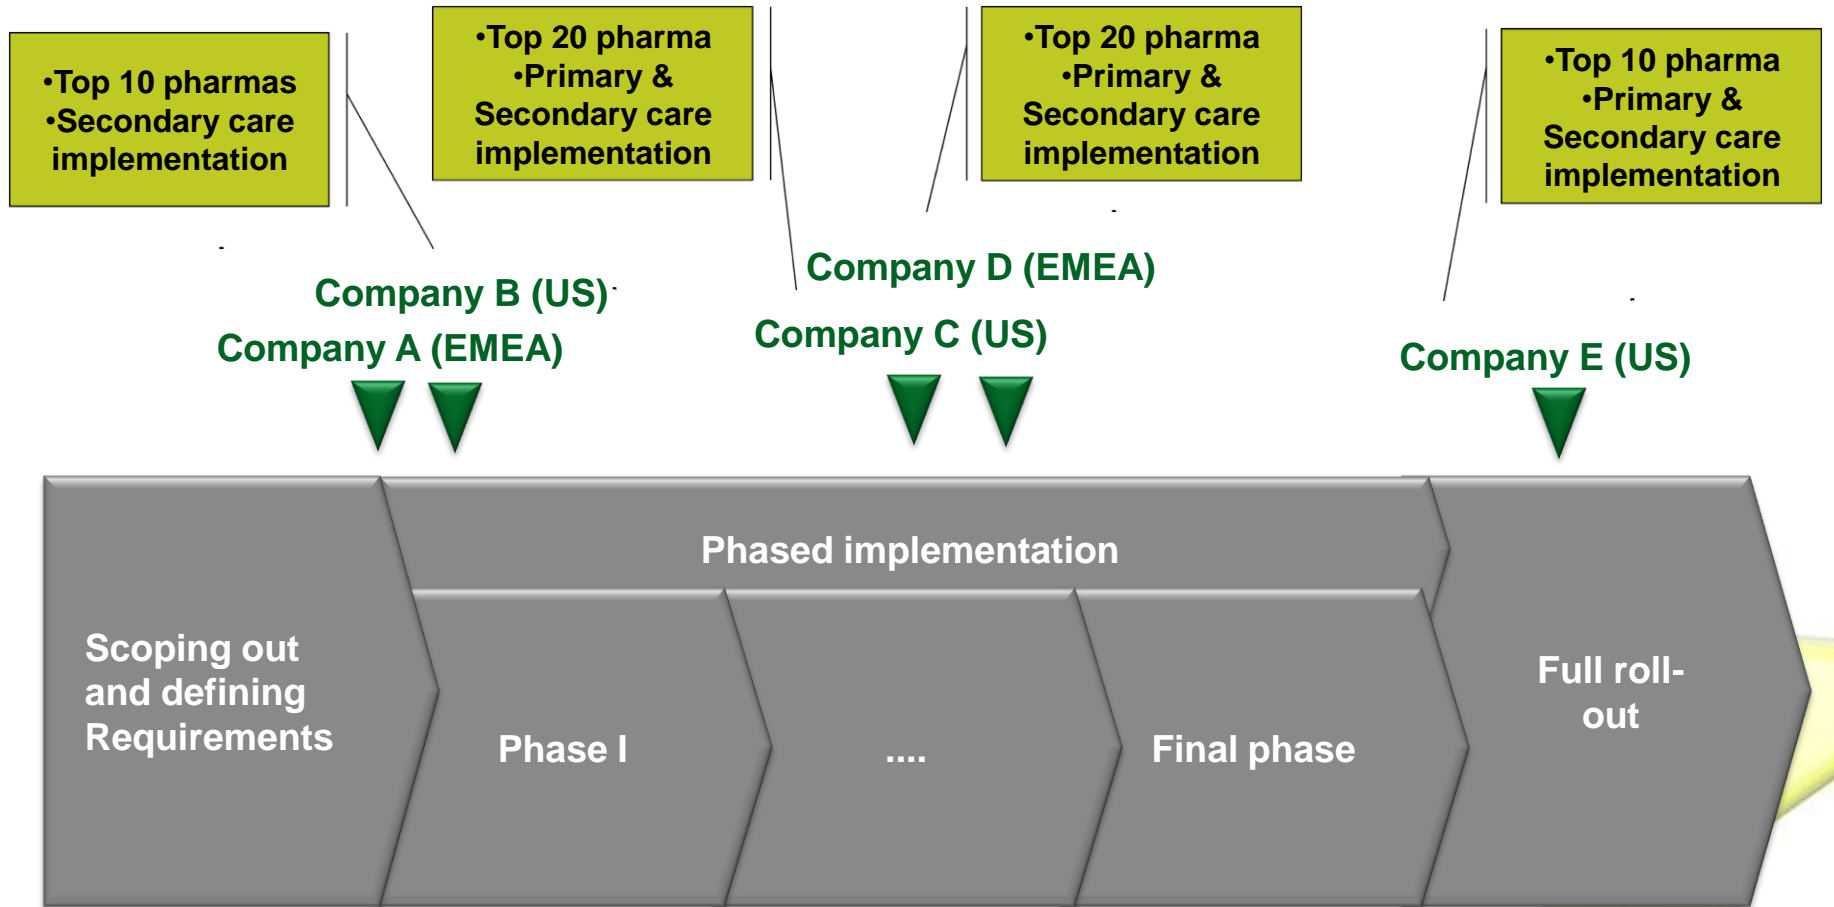 •Top 10 pharmas
•Secondary care
implementation
•Top 20 pharma
•Primary &
Secondary care
implementation
•Top 20 pharma
•Primary &
Secondary care
implementation
•Top 10 pharma
•Primary &
Secondary care
implementation
Company B (US)
Company A (EMEA)
Company D (EMEA)
Company C (US)
Company E (US)
Phased implementation
Scoping out
and defining
Requirements
Phase I
....
Final phase
Full roll-
out